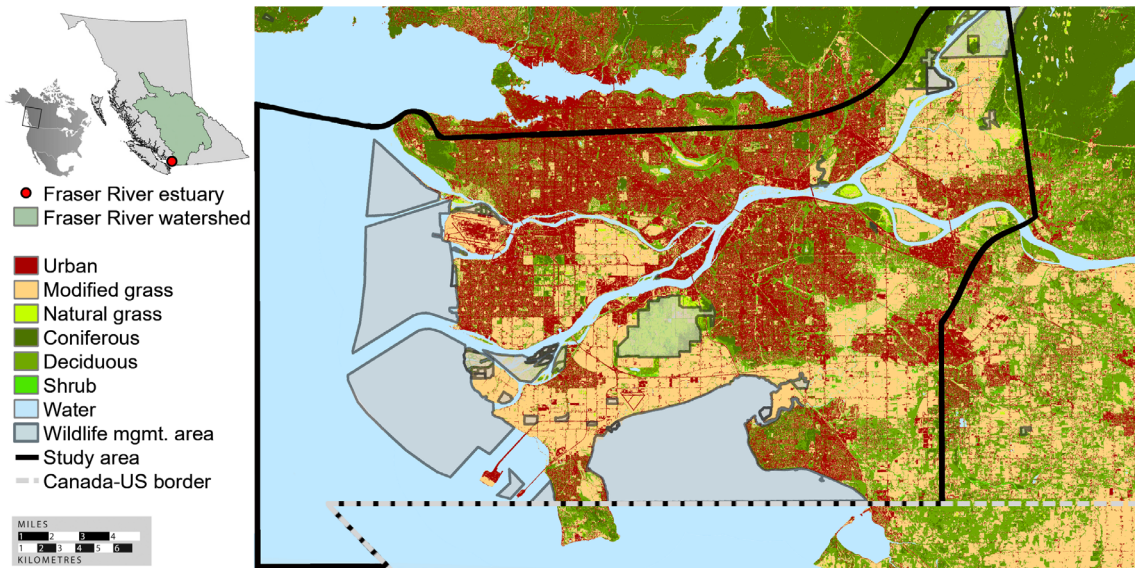 Fraser River estuary
Fraser River watershed
Urban
Modified grass
Natural grass
Coniferous
Deciduous
Shrub
Water
Wildlife mgmt. area
Study area
Canada-US border
MILES
1 2 3 4
1 2 3 4 5 6
KILOMETRES